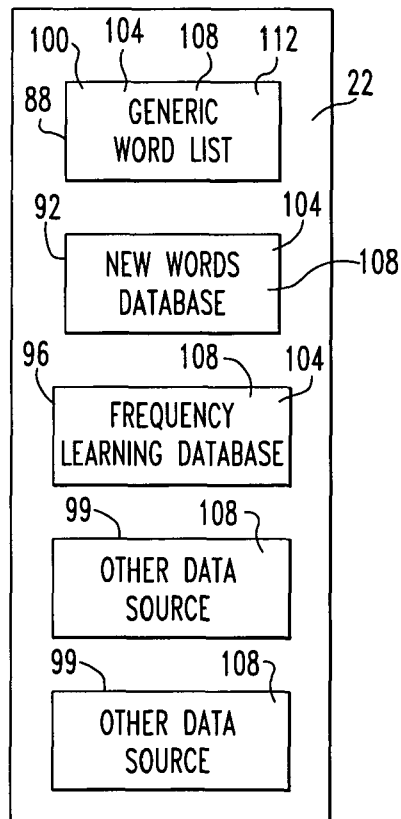 100 104 108 112
22
88
GENERIC
WORD LIST
92
104
NEW WORDS
DATABASE
108
96
108
104
FREQUENCY
LEARNING DATABASE
99
108
OTHER DATA
SOURCE
99
108
OTHER DATA
SOURCE